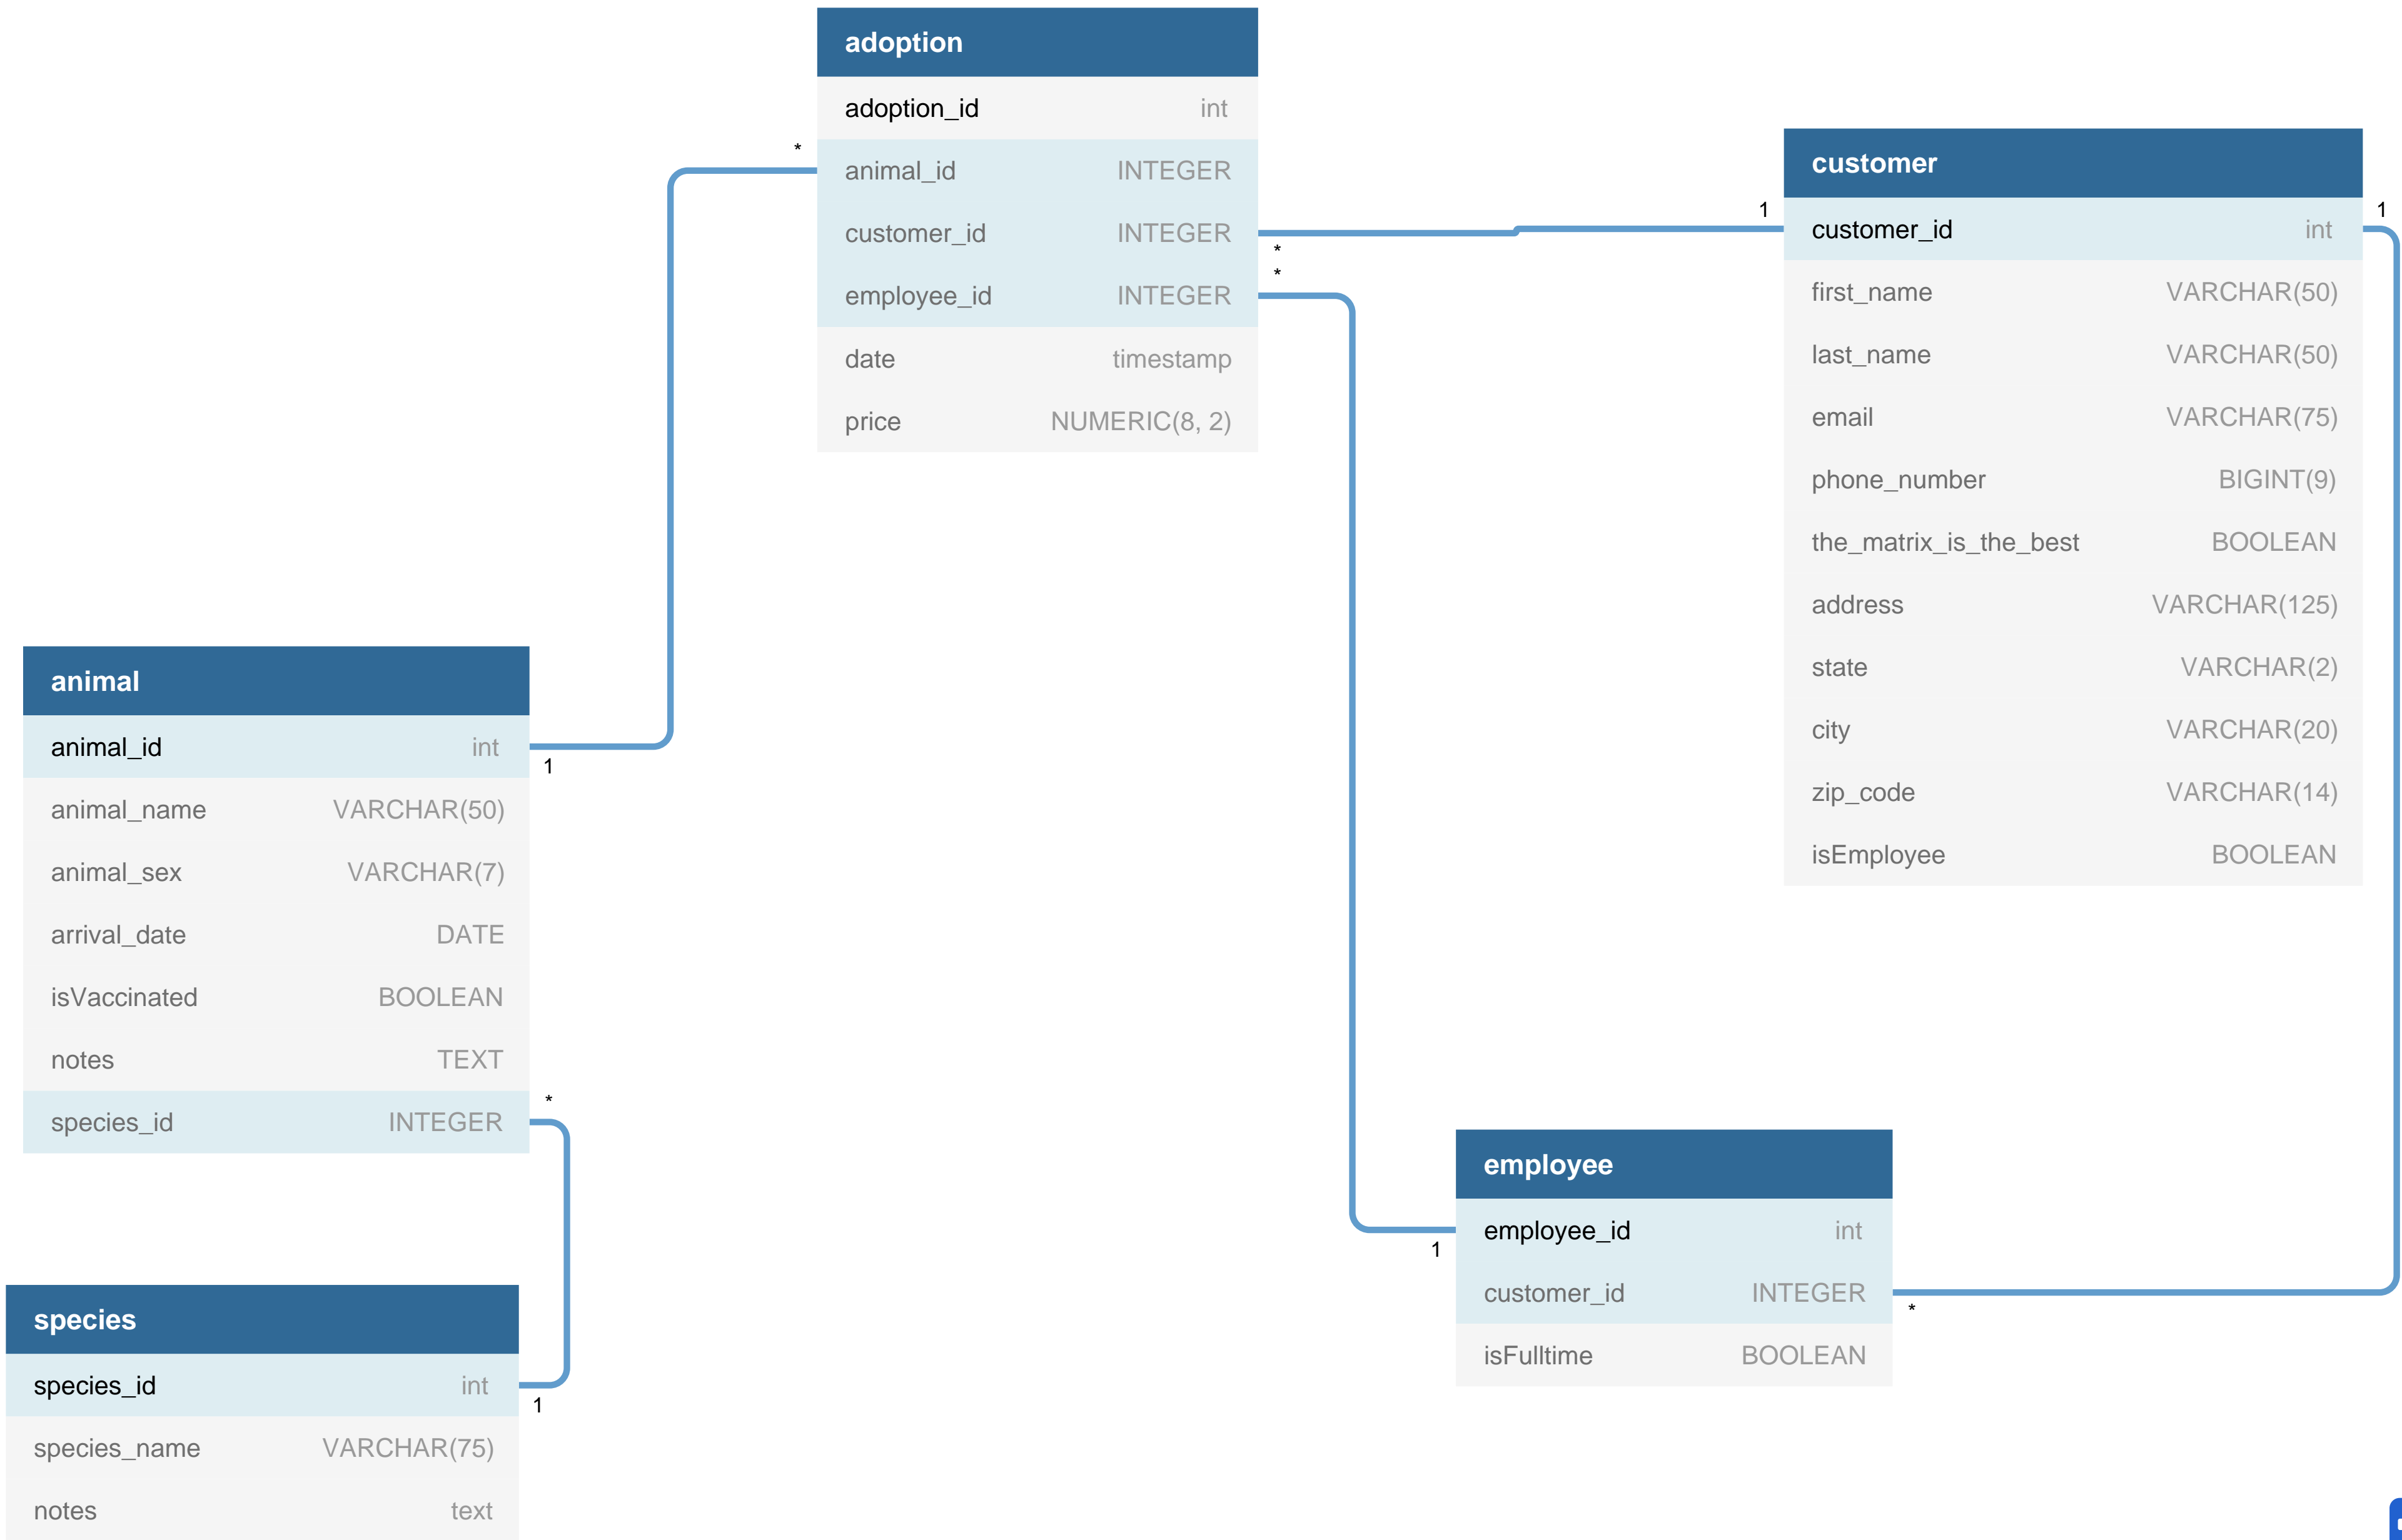 adoption
adoption_id int
animal_id INTEGER
customer_id INTEGER
employee_id INTEGER
date timestamp
price NUMERIC(8, 2)
*
*
*
customer
1
1
customer_id int
first_name VARCHAR(50)
last_name VARCHAR(50)
email VARCHAR(75)
phone_number BIGINT(9)
the_matrix_is_the_best BOOLEAN
address VARCHAR(125)
state VARCHAR(2)
city VARCHAR(20)
zip_code VARCHAR(14)
isEmployee BOOLEAN
animal
animal_id int
1
animal_name VARCHAR(50)
animal_sex VARCHAR(7)
arrival_date DATE
isVaccinated BOOLEAN
notes TEXT
*
species_id INTEGER
employee
employee_id int
1
customer_id INTEGER
*
isFulltime BOOLEAN
species
species_id int
1
species_name VARCHAR(75)
notes text